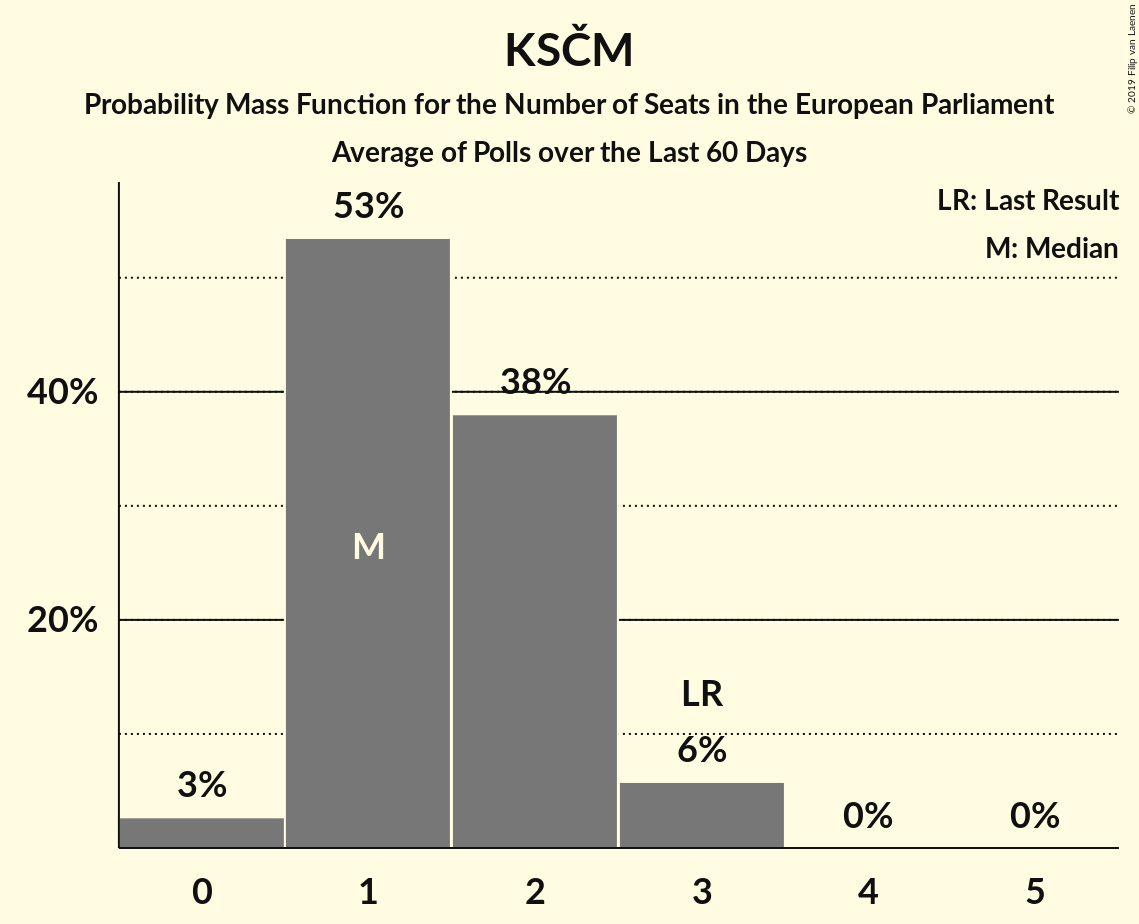 KSČM
Probability Mass Function for the Number of Seats in the European Parliament
Average of Polls over the Last 60 Days
© 2019 Filip van Laenen
LR: Last Result
M: Median
53%
38%
40%
M
20%
LR
6%
3%
0%
0%
0
1
2
3
4
5